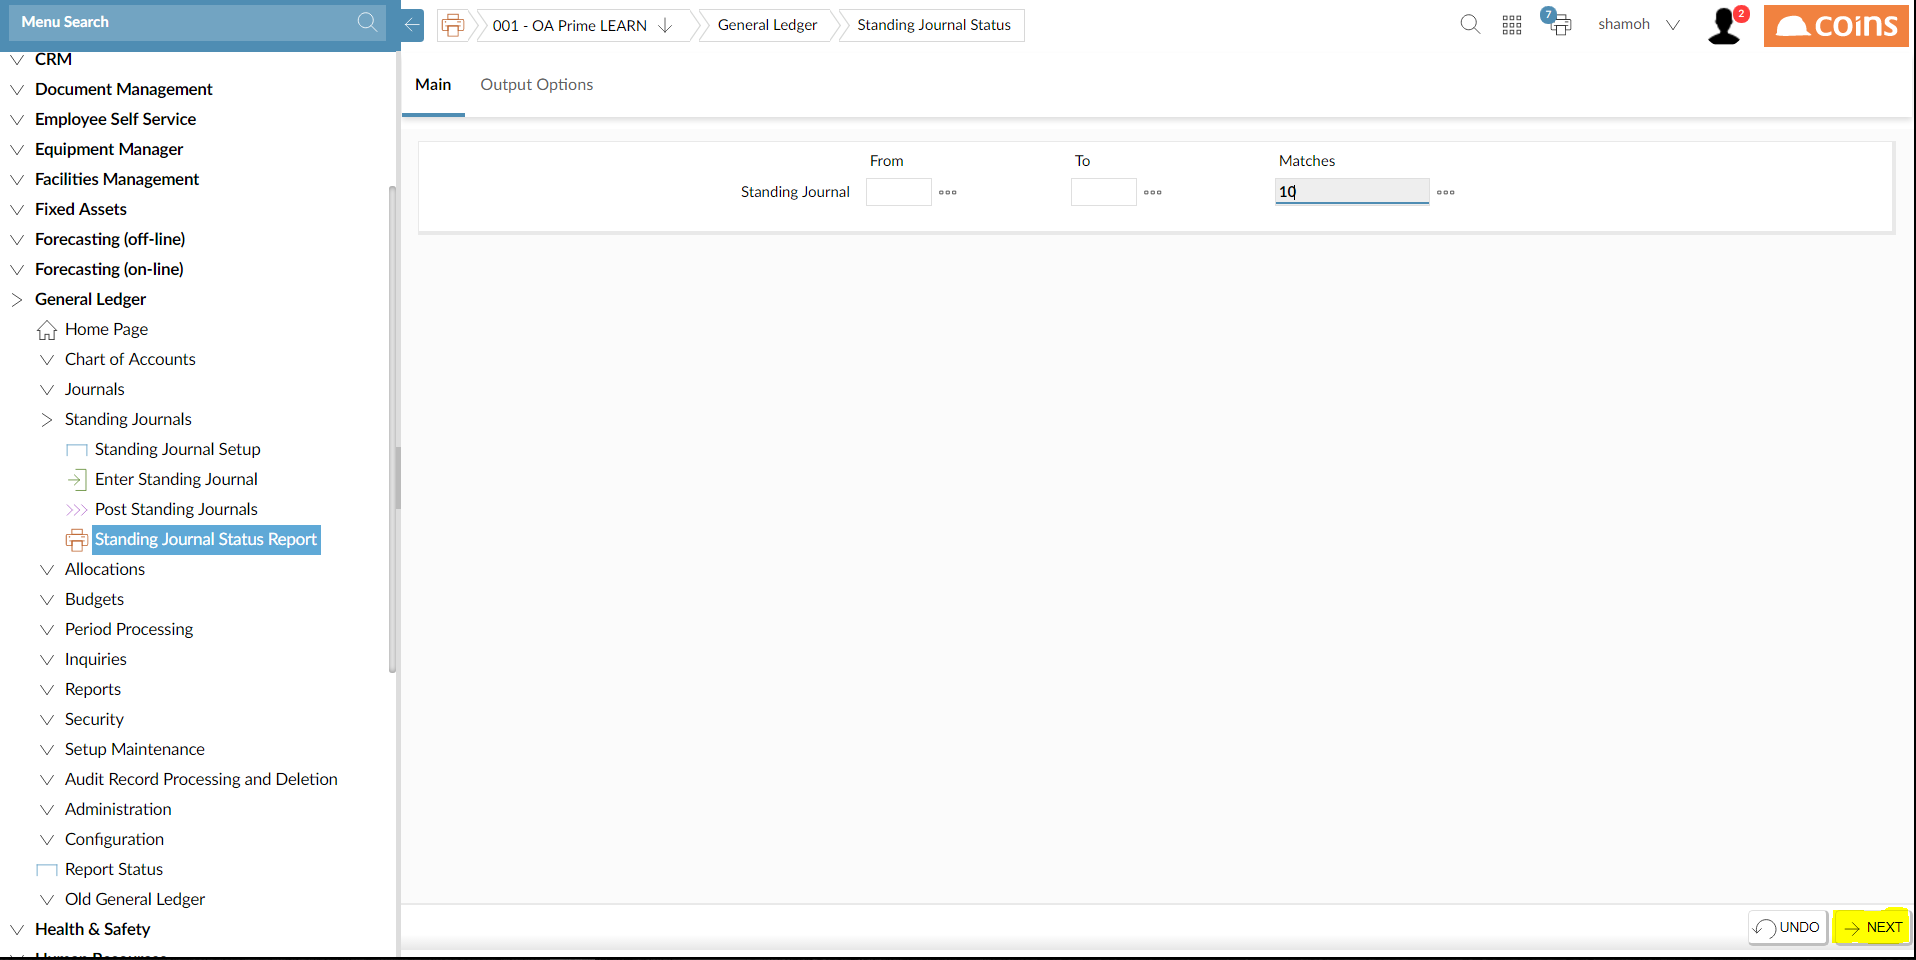 Menu Search
001 - OA Prime LEARN
General Ledger
Standing Journal Status
7
shamoh
2
coins
CRM
Document Management
Employee Self Service
Equipment Manager
Facilities Management
Fixed Assets
Forecasting (off-line)
Forecasting (on-line)
General Ledger
Home Page
Chart of Accounts
Journals
Standing Journals
Standing Journal Setup
Enter Standing Journal
Post Standing Journals
Standing Journal Status Report
Allocations
Budgets
Period Processing
Inquiries
Reports
Security
Setup Maintenance
Audit Record Processing and Deletion
Administration
Configuration
Report Status
Old General Ledger
Health & Safety
Human Resources
Main
Output Options
From To Matches
Standing Journal 10
UNDO
NEXT